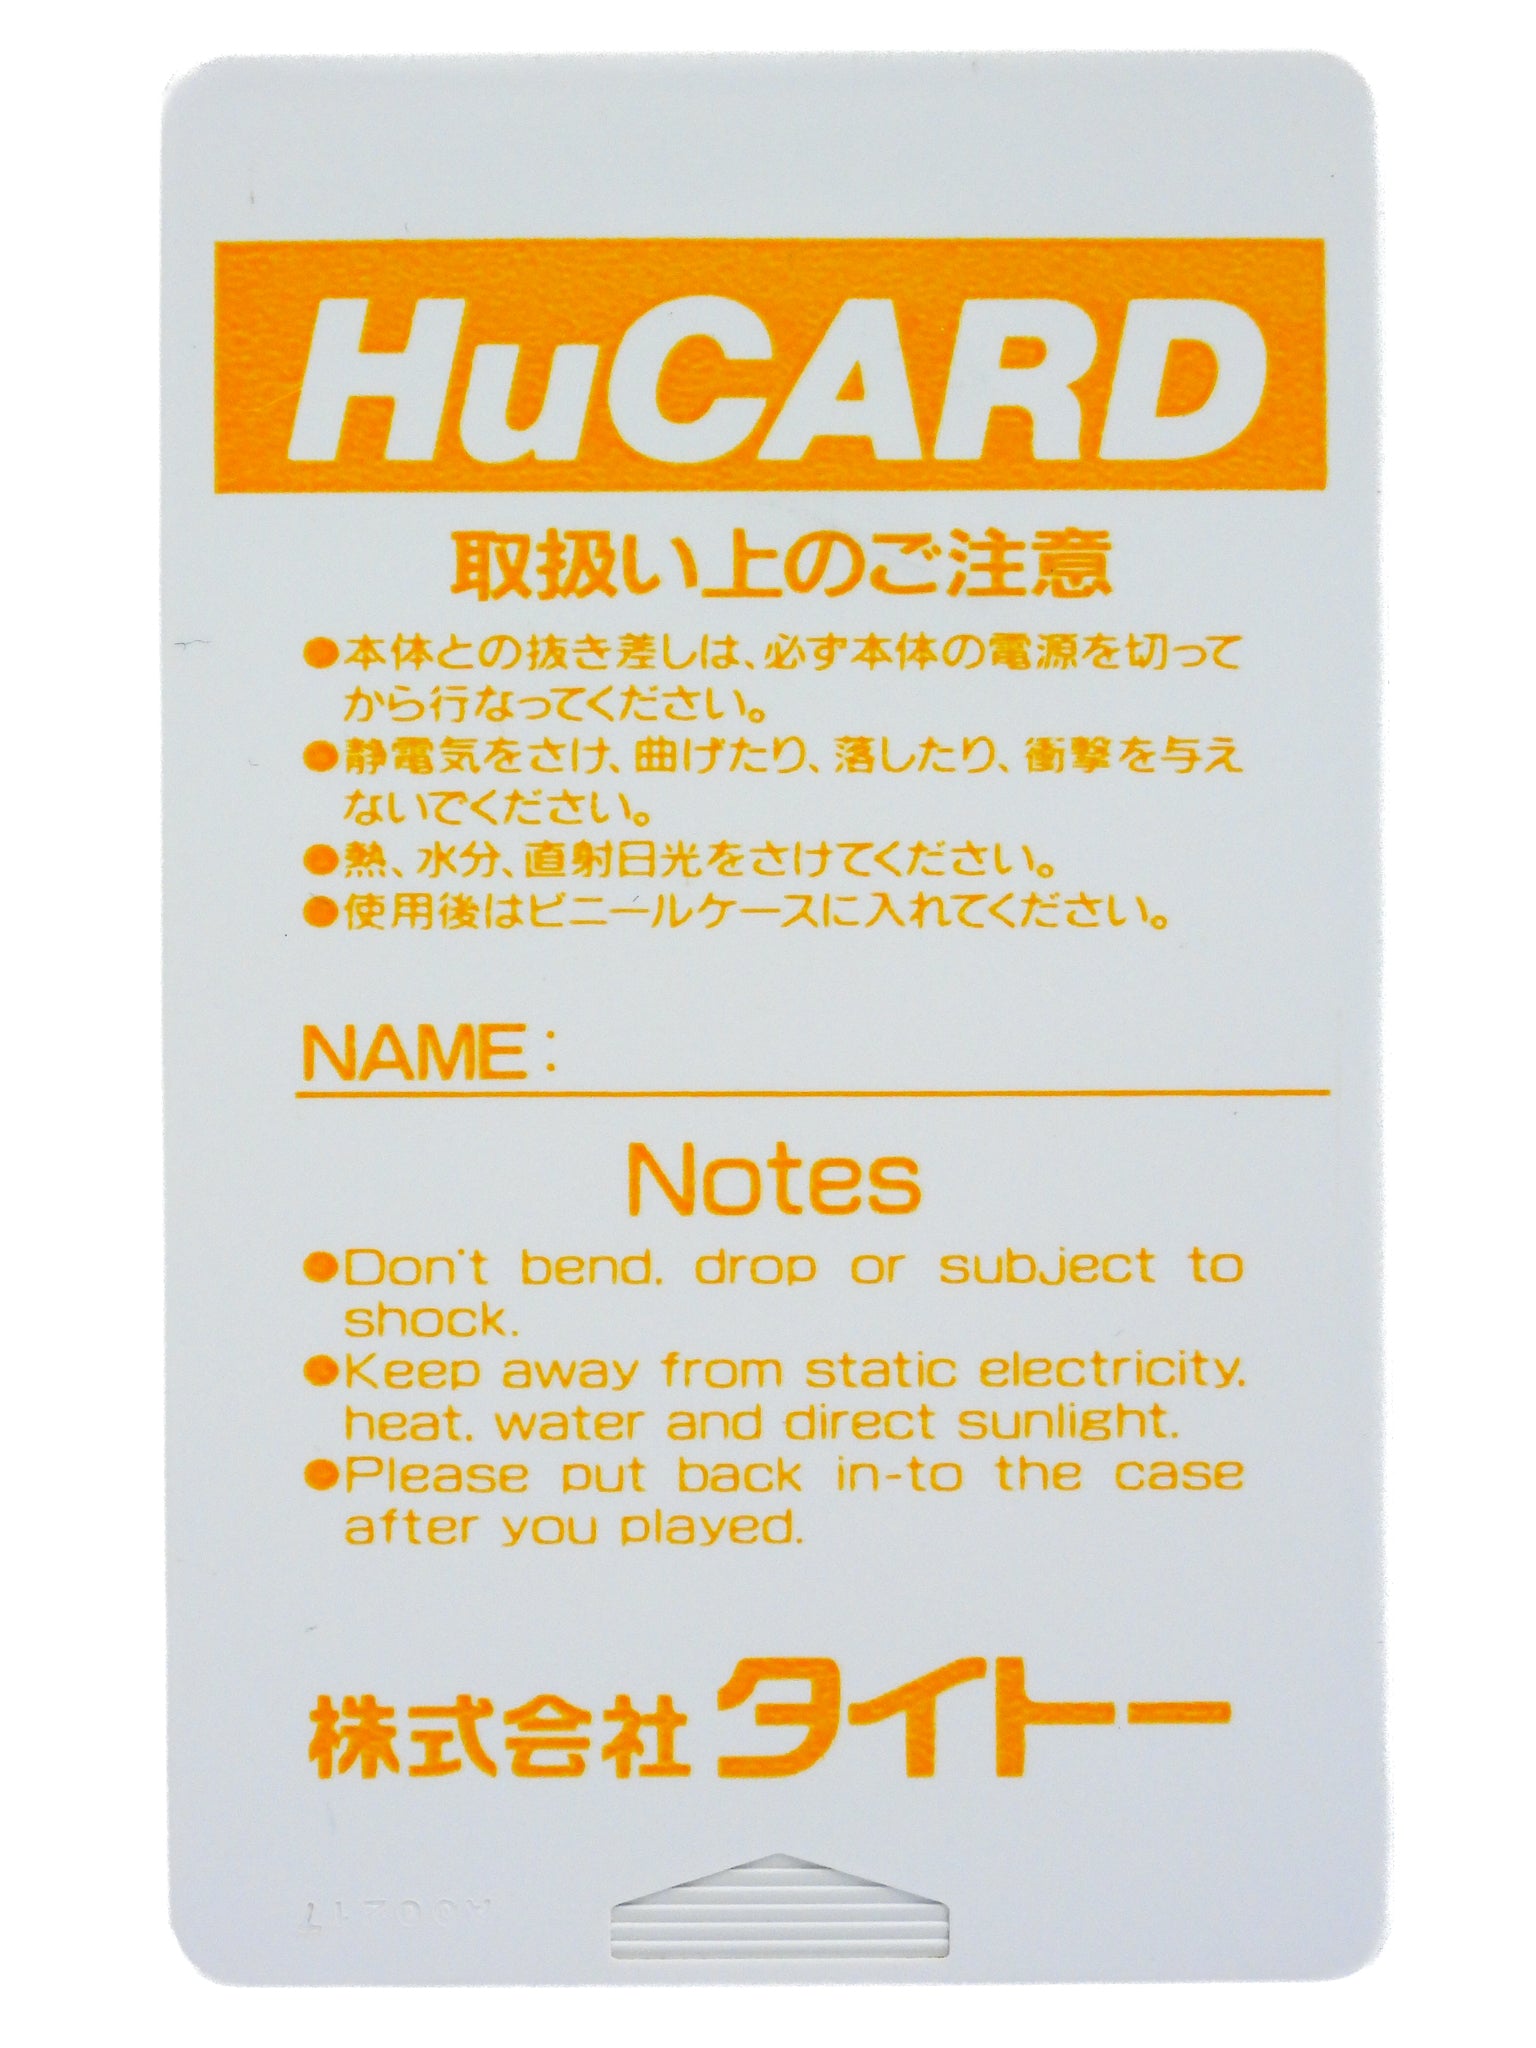 HuCARD
取扱い上のご注意
●本体との抜き差しは、必ず本体の電源を切って
から行なってください。
●静電気をさけ、曲げたり、落したり、衝撃を与え
ないでください。
●熱、水分、直射日光をさけてください。
●使用後はビニールケースに入れてください。
NAME:
Notes
●Don't bend, drop or subject to
shock.
●Keep away from static electricity,
heat, water and direct sunlight.
●Please put back in-to the case
after you played.
株式会社タイトー